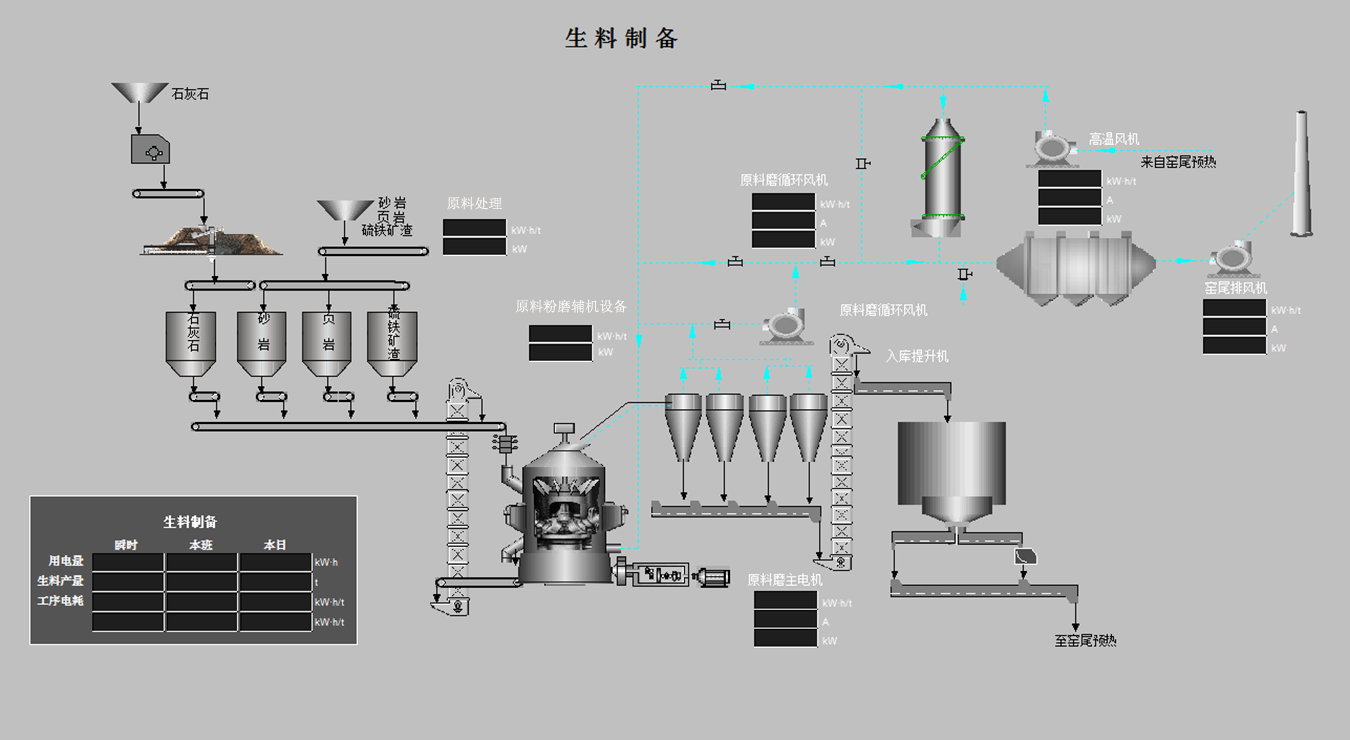 生料制备
石灰石
砂岩
页岩
硫铁矿渣
原料处理
kW·h/t
kW
石灰石
砂岩
页岩
硫铁矿渣
原料粉磨辅机设备
kW·h/t
kW
原料磨循环风机
kW·h/t
A
kW
高温风机
来自窑尾预热
kW·h/t
A
kW
窑尾排风机
kW·h/t
A
kW
原料磨循环风机
入库提升机
原料磨主电机
kW·h/t
A
kW
至窑尾预热
生料制备
瞬时 本班 本日
用电量 kW·h
生料产量 t
工序电耗 kW·h/t
kW·h/t